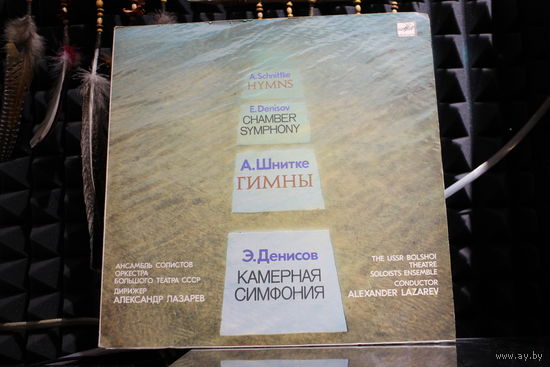 A.Schnittke
HYMNS
E.Denisov
CHAMBER
SYMPHONY
А.Шнитке
ГИМНЫ
Э.Денисов
КАМЕРНАЯ
СИМФОНИЯ
АНСАМБЛЬ СОЛИСТОВ
ОРКЕСТРА
БОЛЬШОГО ТЕАТРА СССР
ДИРИЖЕР
АЛЕКСАНДР ЛАЗАРЕВ
THE USSR BOLSHOI
THEATRE
SOLOISTS ENSEMBLE
CONDUCTOR
ALEXANDER LAZAREV
www.ay.by